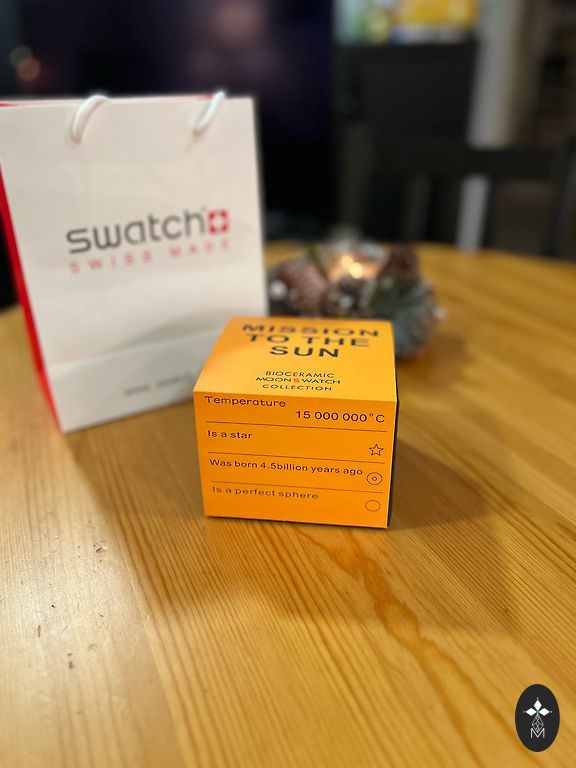 swatch
SWISS MADE
MISSION
TO THE
SUN
BIOCERAMIC
MOONSWATCH
COLLECTION
Temperature
15 000 000°C
Is a star
Was born 4.5billion years ago
Is a perfect sphere
M